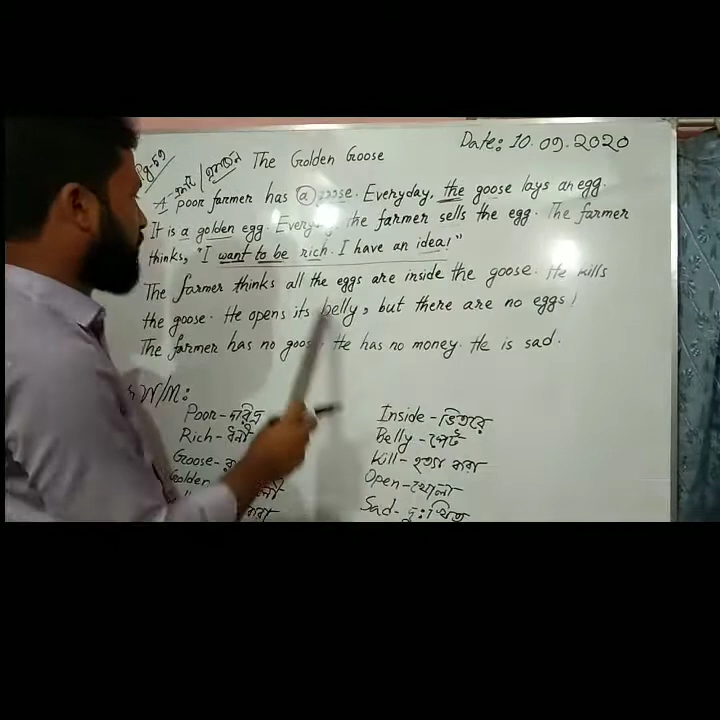 Pg-59
The Golden Goose
Date: 10.09.2020
A poor farmer has a goose. Everyday, the goose lays an egg.
It is a golden egg. Everyday the farmer sells the egg. The farmer
thinks, "I want to be rich. I have an idea!"
The farmer thinks all the eggs are inside the goose. He kills
the goose. He opens its belly, but there are no eggs!
The farmer has no goose. He has no money. He is sad.
W/M:
Poor - দরিদ্র
Rich - ধনী
Goose -
Golden
Inside - ভিতরে
Belly - পেট
Kill - হত্যা করা
Open - খোলা
Sad - দুঃখিত